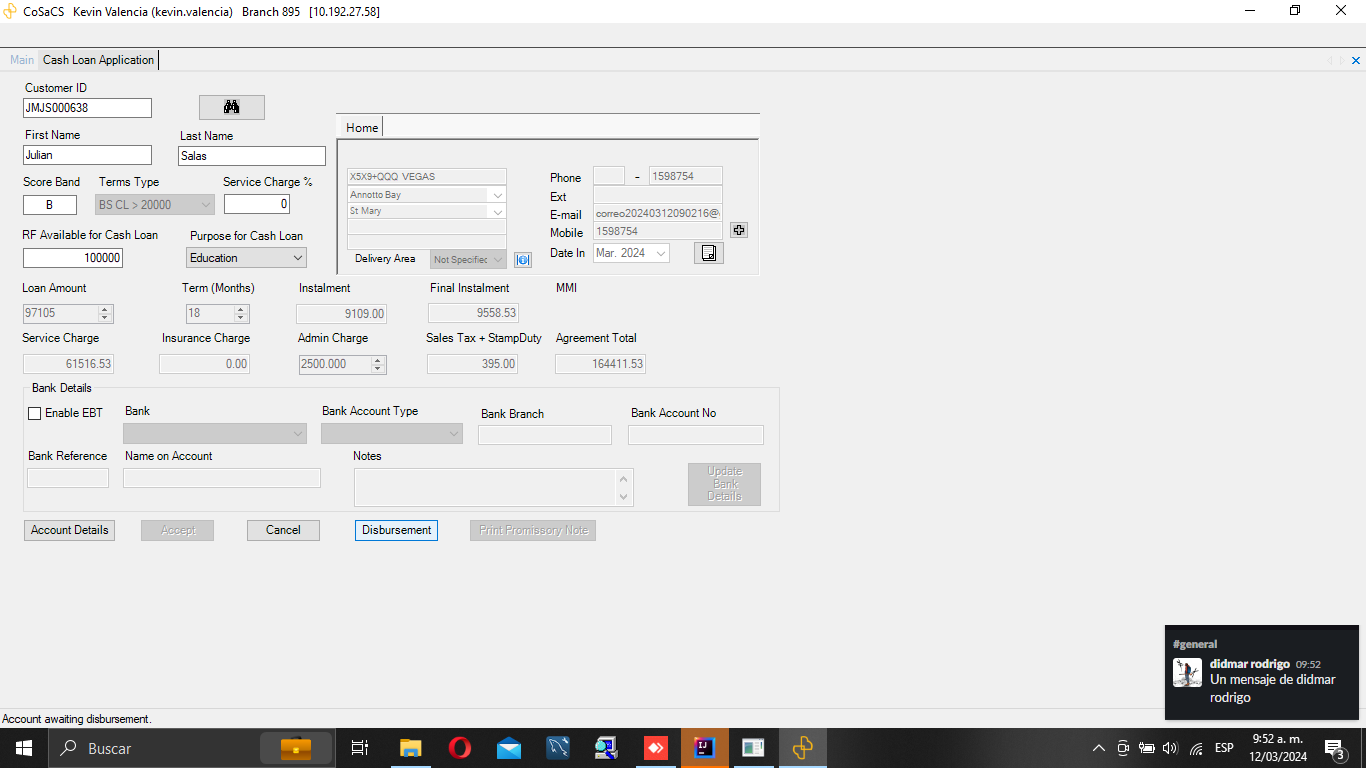 CoSaCS Kevin Valencia (kevin.valencia) Branch 895 [10.192.27.58]
Main Cash Loan Application
Customer ID
JMJS000638
First Name Last Name
Julian Salas
Score Band Terms Type Service Charge %
B BS CL > 20000 0
RF Available for Cash Loan Purpose for Cash Loan
100000 Education
Home
X5X9+QQQ VEGAS
Annotto Bay
St Mary
Delivery Area Not Specified
Phone - 1598754
Ext
E-mail correo20240312090216@
Mobile 1598754
Date In Mar. 2024
Loan Amount Term (Months) Instalment Final Instalment MMI
97105 18 9109.00 9558.53
Service Charge Insurance Charge Admin Charge Sales Tax + StampDuty Agreement Total
61516.53 0.00 2500.000 395.00 164411.53
Bank Details
Enable EBT Bank Bank Account Type Bank Branch Bank Account No
Bank Reference Name on Account Notes
Update
Bank
Details
Account Details Accept Cancel Disbursement Print Promissory Note
#general
didmar rodrigo 09:52
Un mensaje de didmar
rodrigo
Account awaiting disbursement.
Buscar
ESP
9:52 a. m.
12/03/2024
3